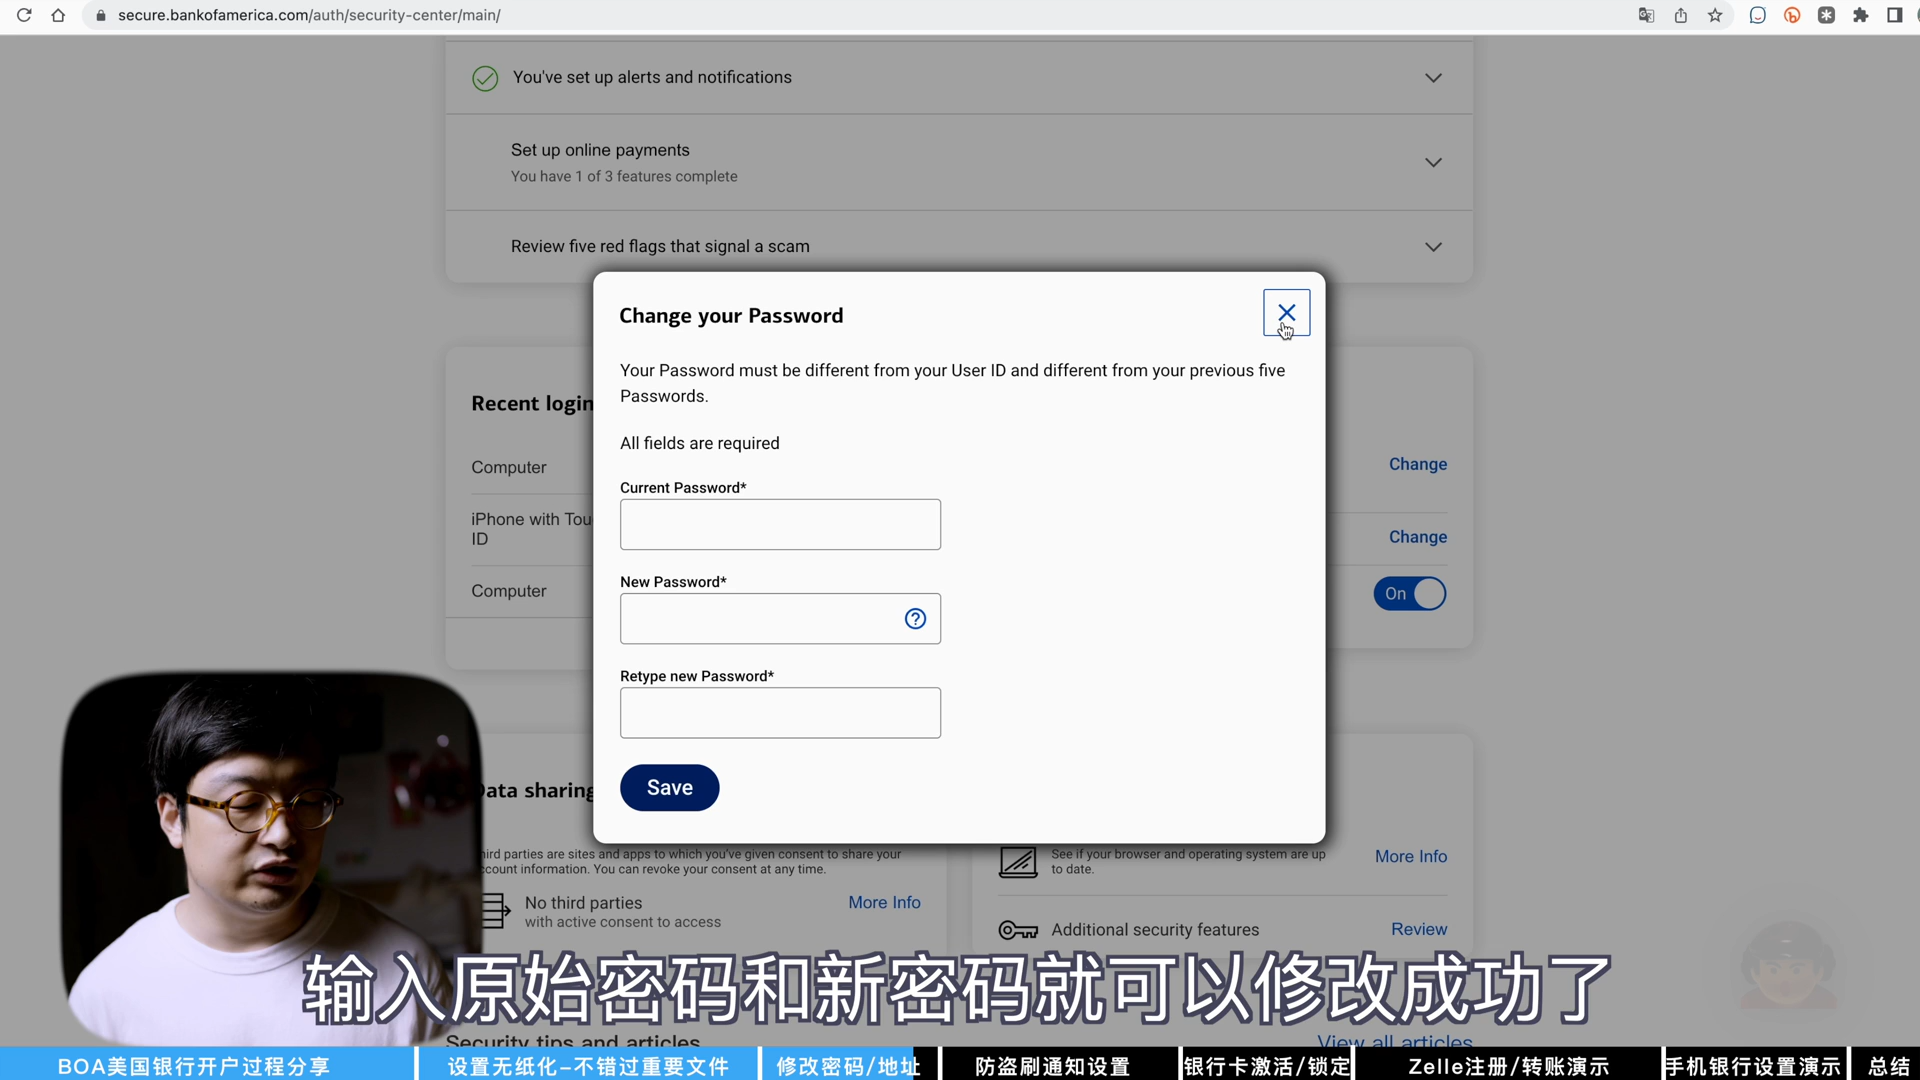 secure.bankofamerica.com/auth/security-center/main/
You've set up alerts and notifications
Set up online payments
You have 1 of 3 features complete
Review five red flags that signal a scam
Change your Password
Your Password must be different from your User ID and different from your previous five
Passwords.
All fields are required
Current Password*
New Password*
Retype new Password*
Save
Recent login
Computer
iPhone with Tou
ID
Computer
Change
Change
On
Data sharing
hird parties are sites and apps to which you've given consent to share your
ccount information. You can revoke your consent at any time.
No third parties
with active consent to access
More Info
See if your browser and operating system are up
to date.
More Info
Additional security features
Review
输入原始密码和新密码就可以修改成功了
Security tips and articles
View all articles
BOA美国银行开户过程分享
设置无纸化-不错过重要文件
修改密码/地址
防盗刷通知设置
银行卡激活/锁定
Zelle注册/转账演示
手机银行设置演示
总结